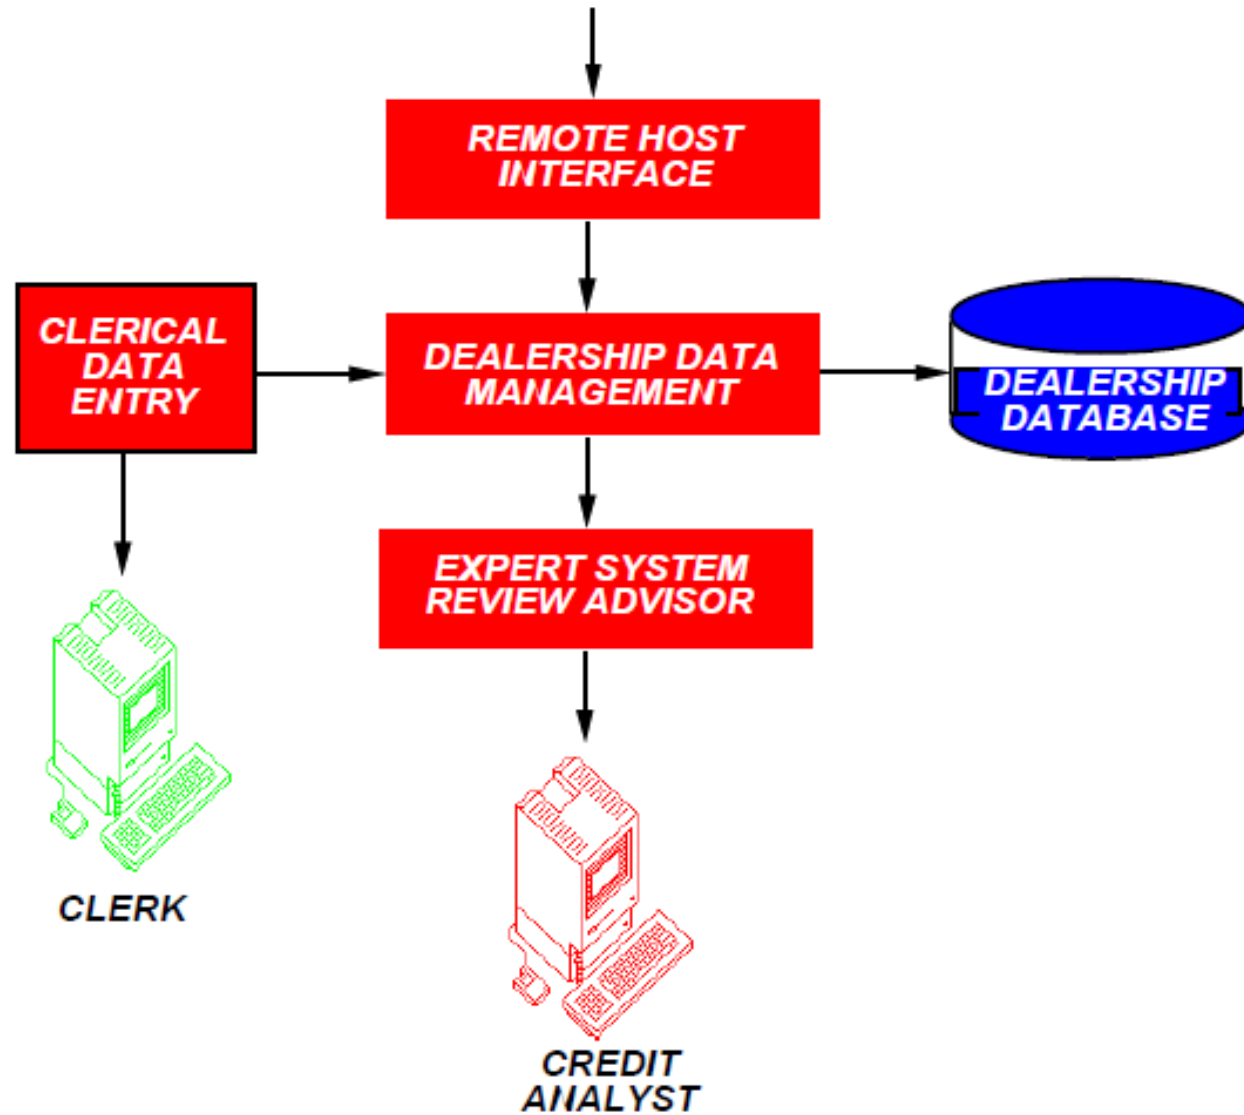 REMOTE HOST
INTERFACE
CLERICAL
DATA
ENTRY
DEALERSHIP DATA
MANAGEMENT
DEALERSHIP
DATABASE
EXPERT SYSTEM
REVIEW ADVISOR
CLERK
CREDIT
ANALYST